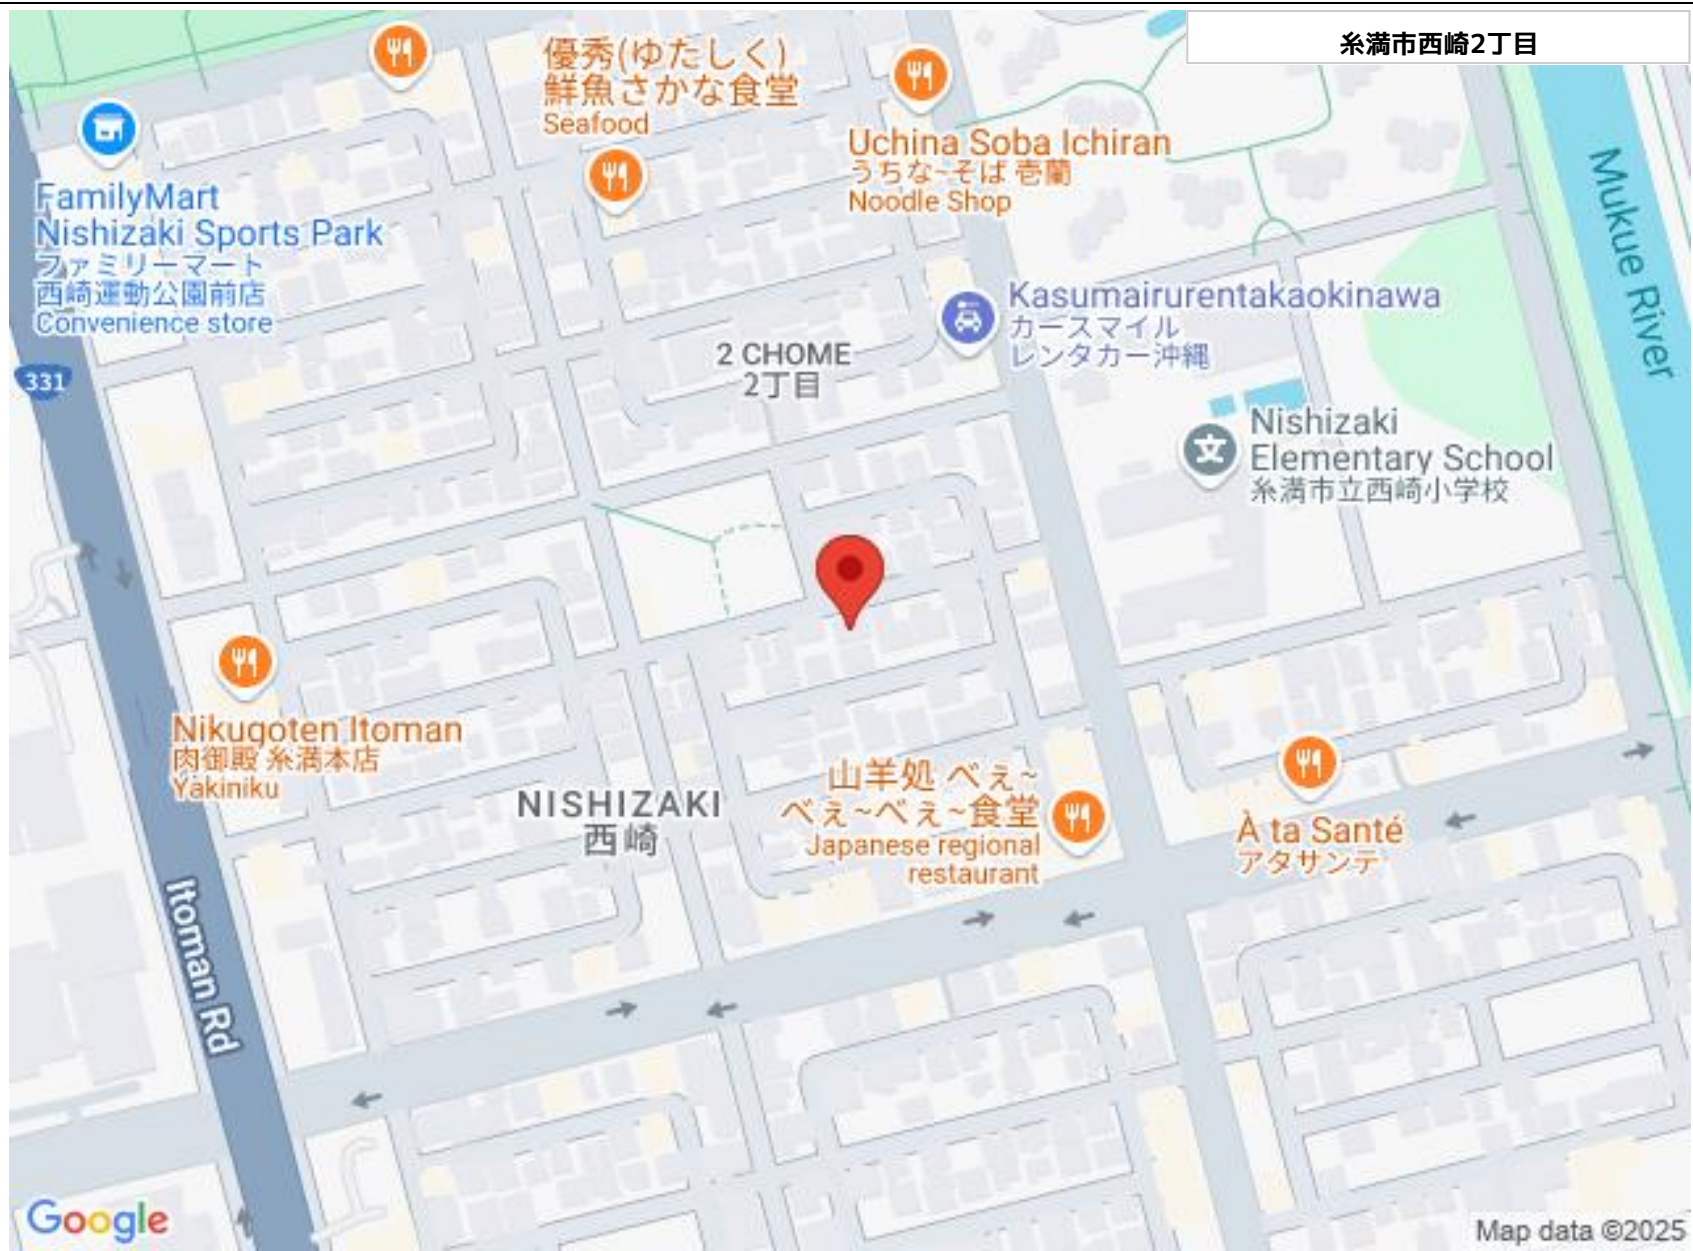 糸満市西崎2丁目
優秀(ゆたしく)
鮮魚さかな食堂
Seafood
Uchina Soba Ichiran
うちな~そば 壱蘭
Noodle Shop
FamilyMart
Nishizaki Sports Park
ファミリーマート
西崎運動公園前店
Convenience store
Mukue River
Kasumairurentakaokinawa
カースマイル
レンタカー沖縄
2 CHOME
2丁目
331
Nishizaki
Elementary School
糸満市立西崎小学校
文
Nikugoten Itoman
肉御殿 糸満本店
Yakiniku
NISHIZAKI
西崎
山羊処 べぇ~
べぇ~べぇ~食堂
Japanese regional
restaurant
À ta Santé
アタサンテ
Itoman Rd
Google
Map data ©2025